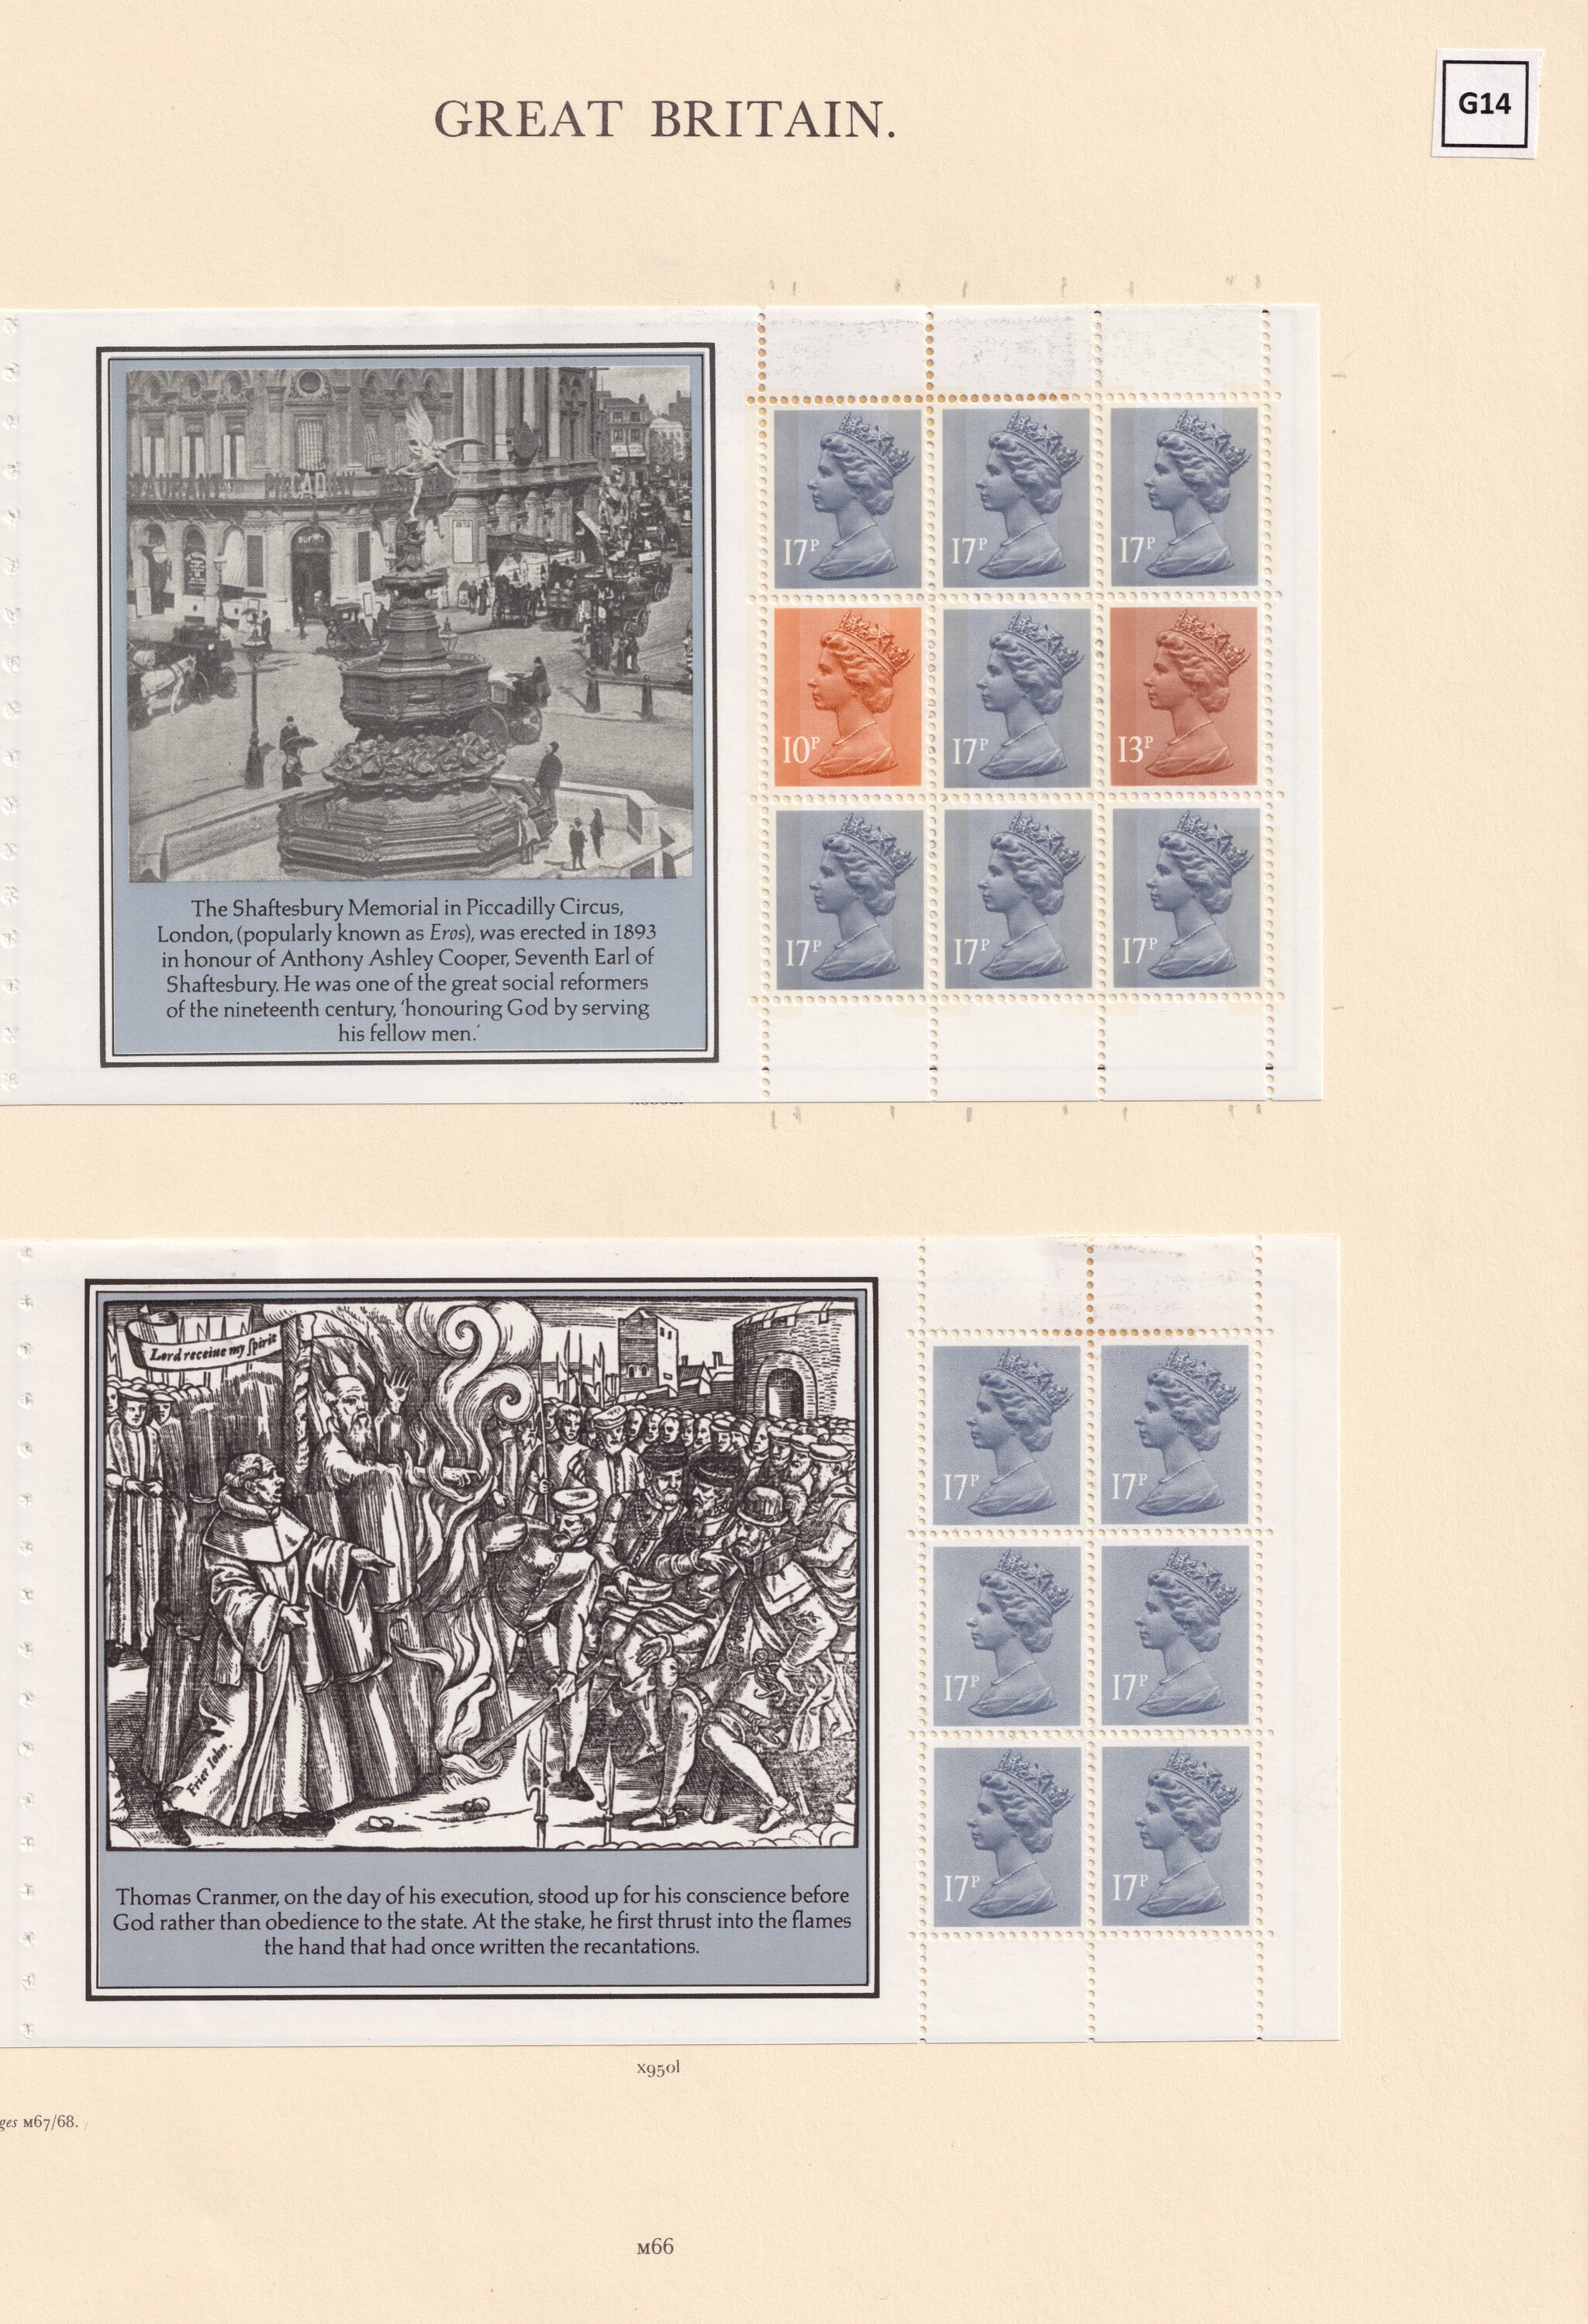 GREAT BRITAIN.
G14
BUFFET
The Shaftesbury Memorial in Piccadilly Circus,
London, (popularly known as Eros), was erected in 1893
in honour of Anthony Ashley Cooper, Seventh Earl of
Shaftesbury. He was one of the great social reformers
of the nineteenth century, 'honouring God by serving
his fellow men.'
17P 17P 17P
10P 17P 13P
17P 17P 17P
Lord receiue my spirit
Frier Iohn.
Thomas Cranmer, on the day of his execution, stood up for his conscience before
God rather than obedience to the state. At the stake, he first thrust into the flames
the hand that had once written the recantations.
17P 17P
17P 17P
17P 17P
X950l
M67/68.
M66